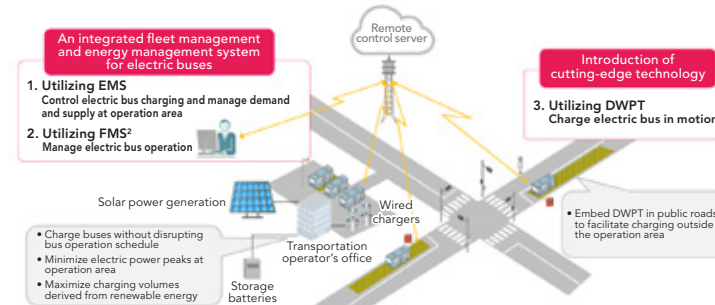 An integrated fleet management
and energy management system
for electric buses
1. Utilizing EMS
Control electric bus charging and manage demand
and supply at operation area
2. Utilizing FMS2
Manage electric bus operation
Remote
control server
Introduction of
cutting-edge technology
3. Utilizing DWPT
Charge electric bus in motion
Solar power generation
Wired
chargers
Transportation
operator's office
Storage
batteries
• Charge buses without disrupting
bus operation schedule
• Minimize electric power peaks at
operation area
• Maximize charging volumes
derived from renewable energy
• Embed DWPT in public roads
to facilitate charging outside
the operation area